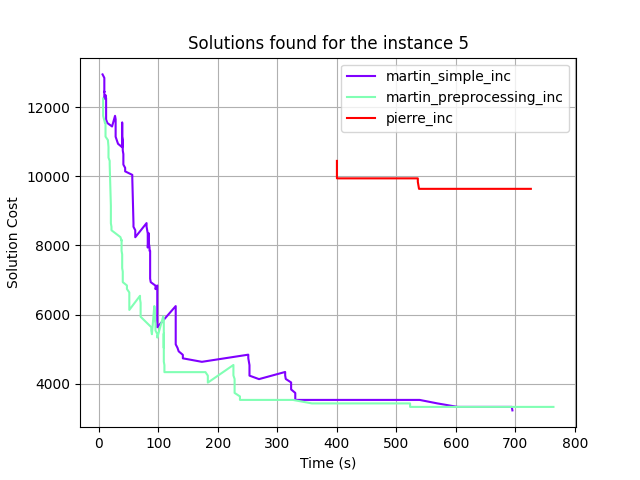 Solutions found for the instance 5
martin_simple_inc
martin_preprocessing_inc
pierre_inc
Solution Cost
12000
10000
8000
6000
4000
0 100 200 300 400 500 600 700 800
Time (s)